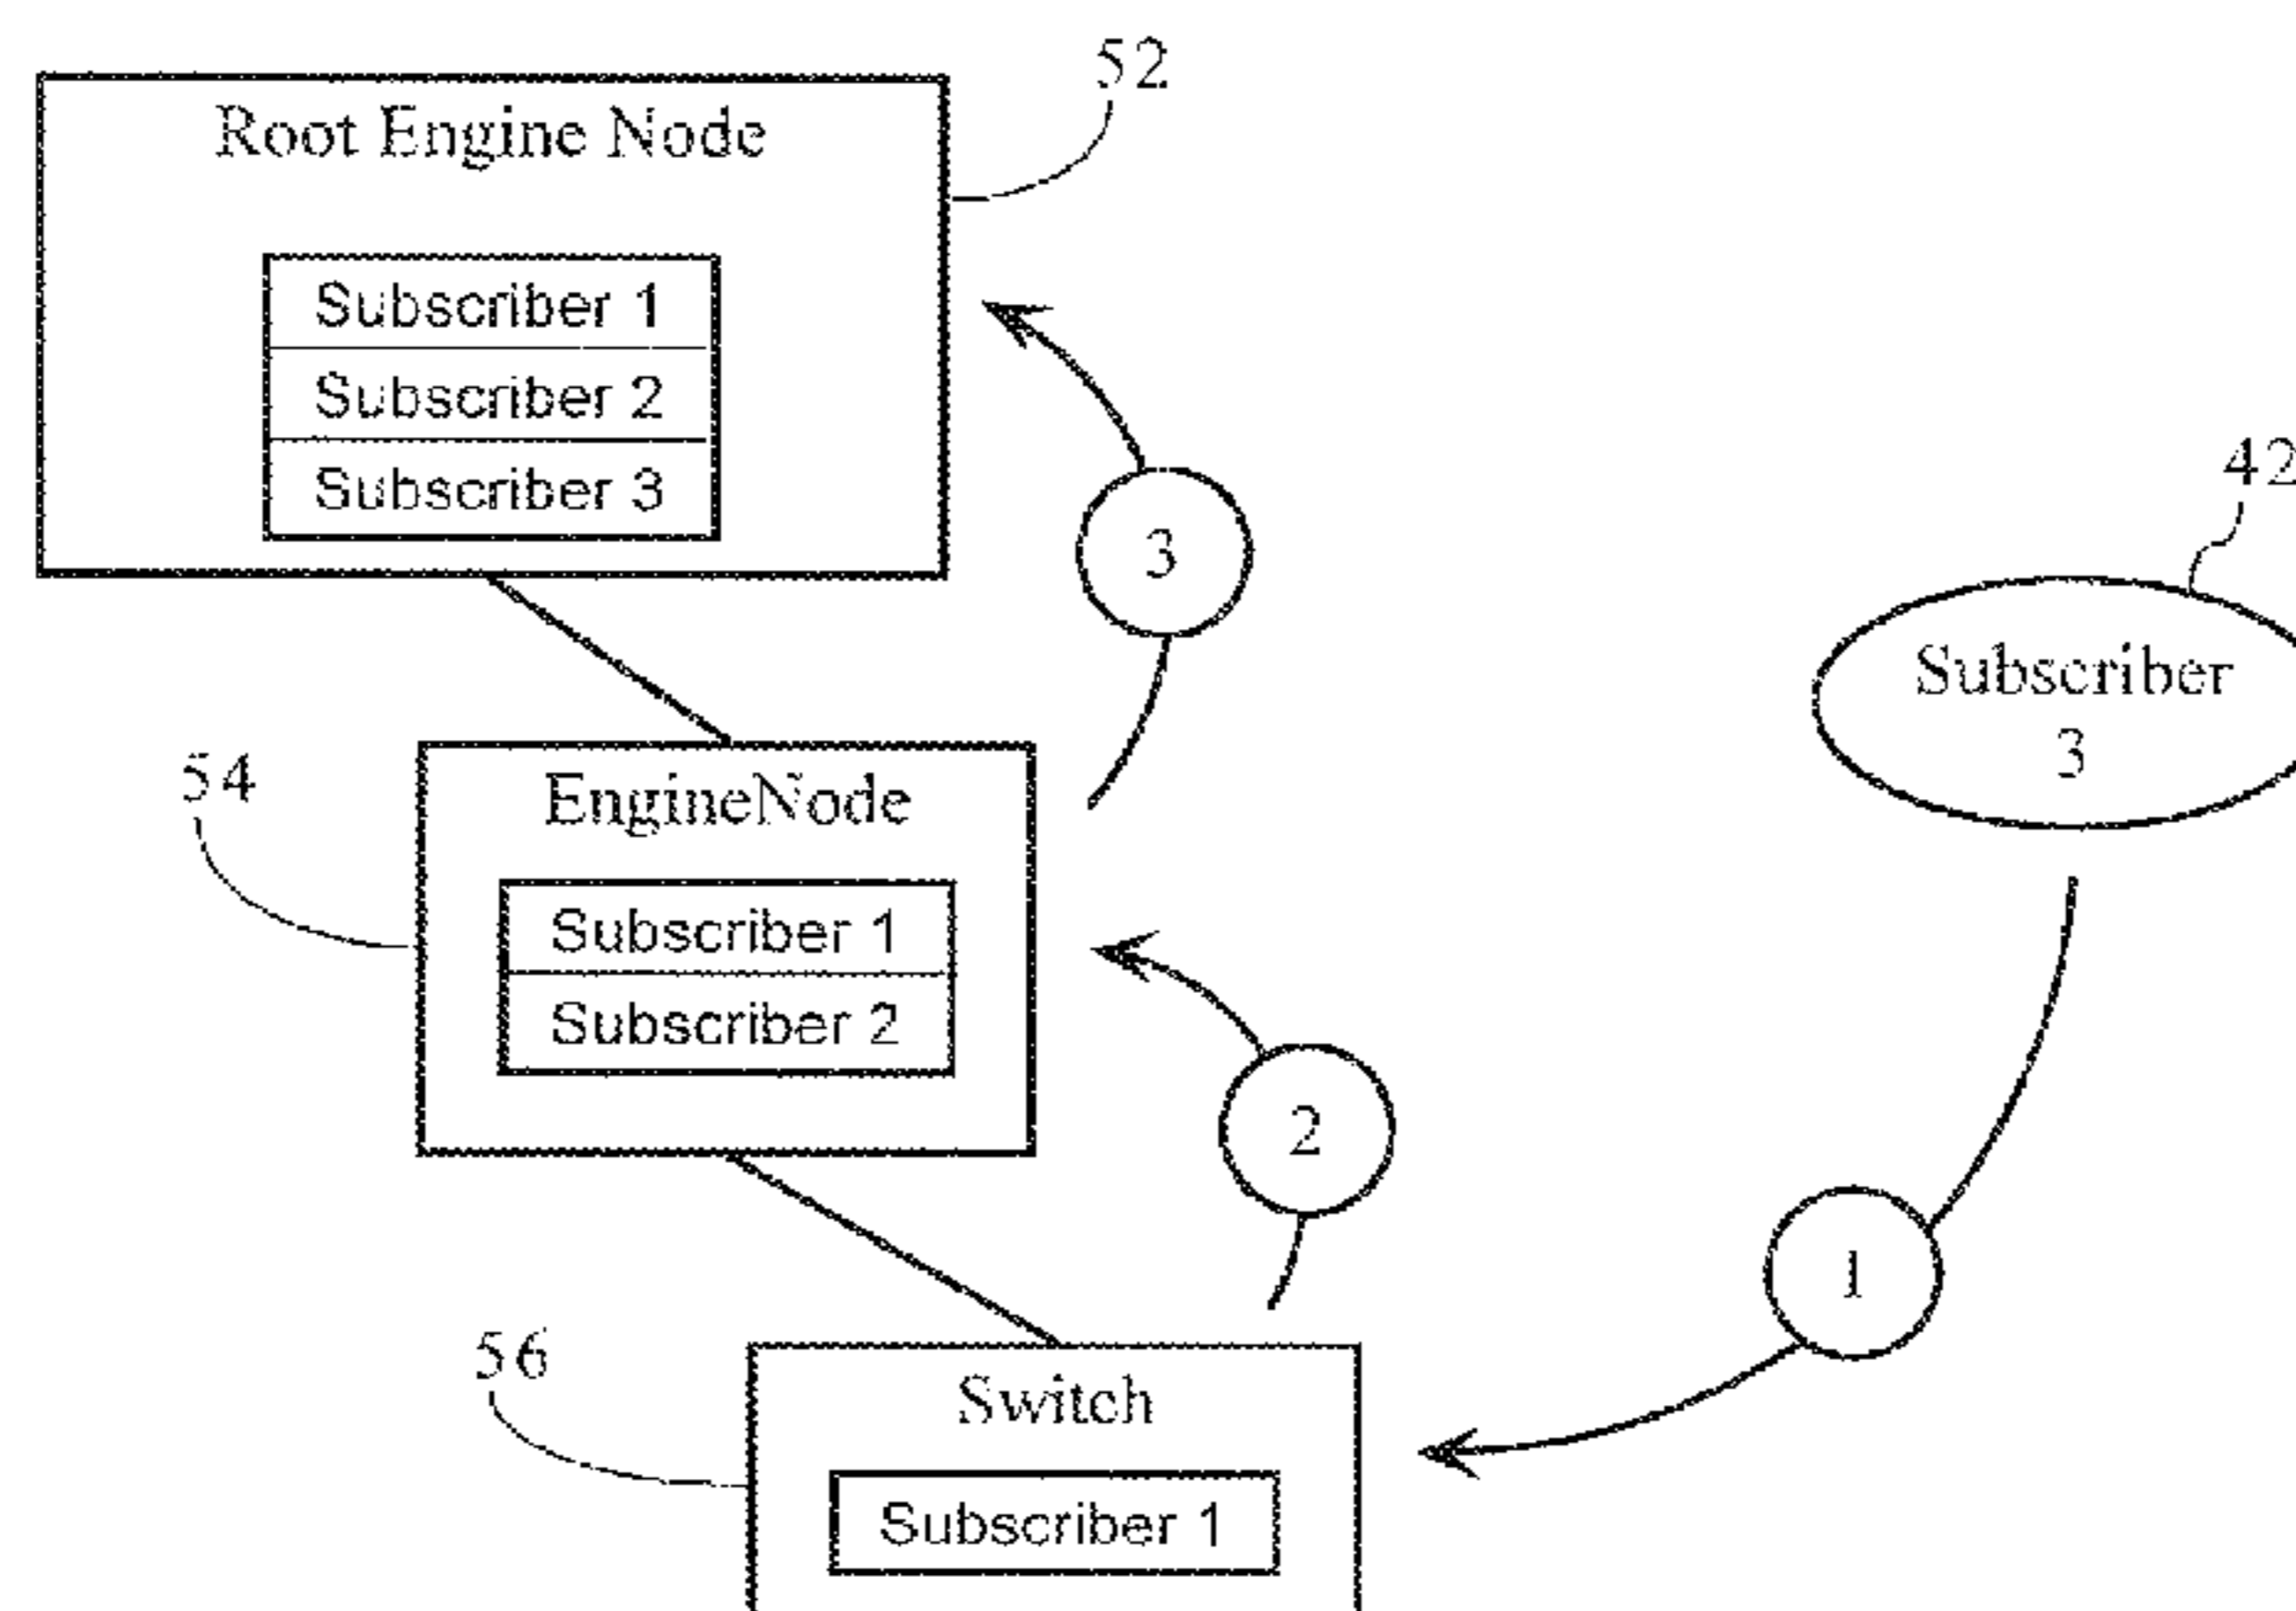 52
Root Engine Node
Subscriber 1
Subscriber 2
Subscriber 3
3
42
Subscriber
3
54
EngineNode
Subscriber 1
Subscriber 2
2
1
56
Switch
Subscriber 1